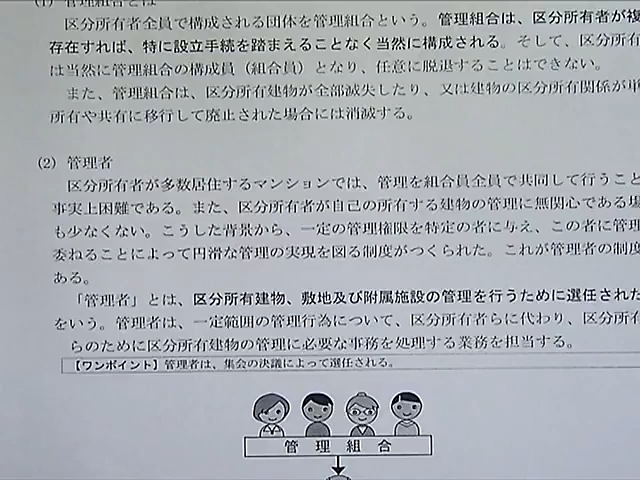 (1) 管理組合とは
区分所有者全員で構成される団体を管理組合という。管理組合は、区分所有者が複
存在すれば、特に設立手続を踏まえることなく当然に構成される。そして、区分所有
は当然に管理組合の構成員（組合員）となり、任意に脱退することはできない。
また、管理組合は、区分所有建物が全部滅失したり、又は建物の区分所有関係が単
所有や共有に移行して廃止された場合には消滅する。
(2) 管理者
区分所有者が多数居住するマンションでは、管理を組合員全員で共同して行うこと
事実上困難である。また、区分所有者が自己の所有する建物の管理に無関心である場
も少なくない。こうした背景から、一定の管理権限を特定の者に与え、この者に管理
委ねることによって円滑な管理の実現を図る制度がつくられた。これが管理者の制度
ある。
「管理者」とは、区分所有建物、敷地及び附属施設の管理を行うために選任された
をいう。管理者は、一定範囲の管理行為について、区分所有者らに代わり、区分所有
らのために区分所有建物の管理に必要な事務を処理する業務を担当する。
【ワンポイント】管理者は、集会の決議によって選任される。
管理組合